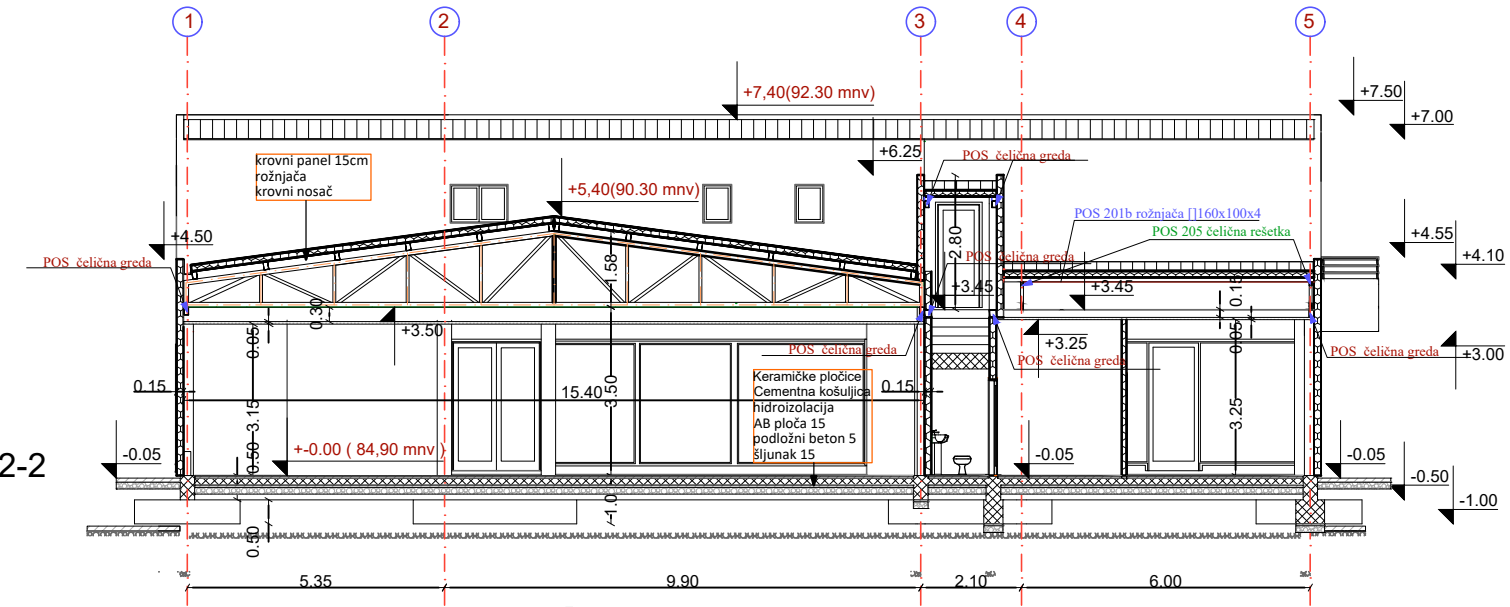 1
2
3
4
5
+7,40(92.30 mnv)
+7.50
+7.00
+6.25
POS čelična greda
krovni panel 15cm
rožnjača
krovni nosač
+5,40(90.30 mnv)
POS 201b rožnjača []160x100x4
POS 205 čelična rešetka
+4.50
+4.55
+4.10
POS čelična greda
POS čelična greda
2.80
1.58
+3.45
+3.45
0.15
0.30
+3.50
0.05
+3.25
0.05
+3.00
POS čelična greda
POS čelična greda
POS čelična greda
0.15
15.40
3.50
0.15
Keramičke pločice
Cementna košuljica
hidroizolacija
AB ploča 15
podložni beton 5
šljunak 15
3.15
3.25
2-2
-0.05
+-0.00 ( 84,90 mnv )
0.50
-0.05
-0.05
-0.50
-1.0
-1.00
0.50
5.35
9.90
2.10
6.00